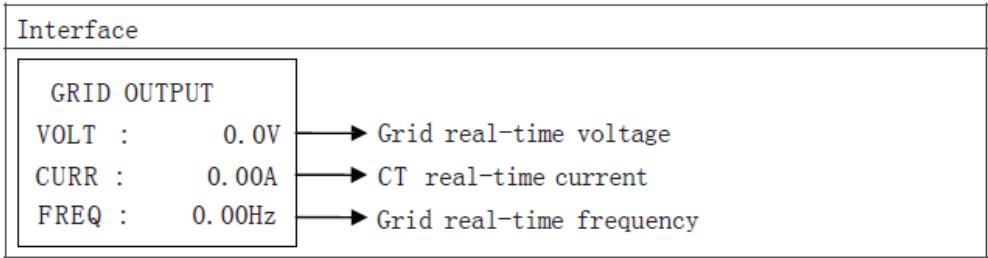 Interface
GRID OUTPUT
VOLT : 0.0V Grid real-time voltage
CURR : 0.00A CT real-time current
FREQ : 0.00Hz Grid real-time frequency